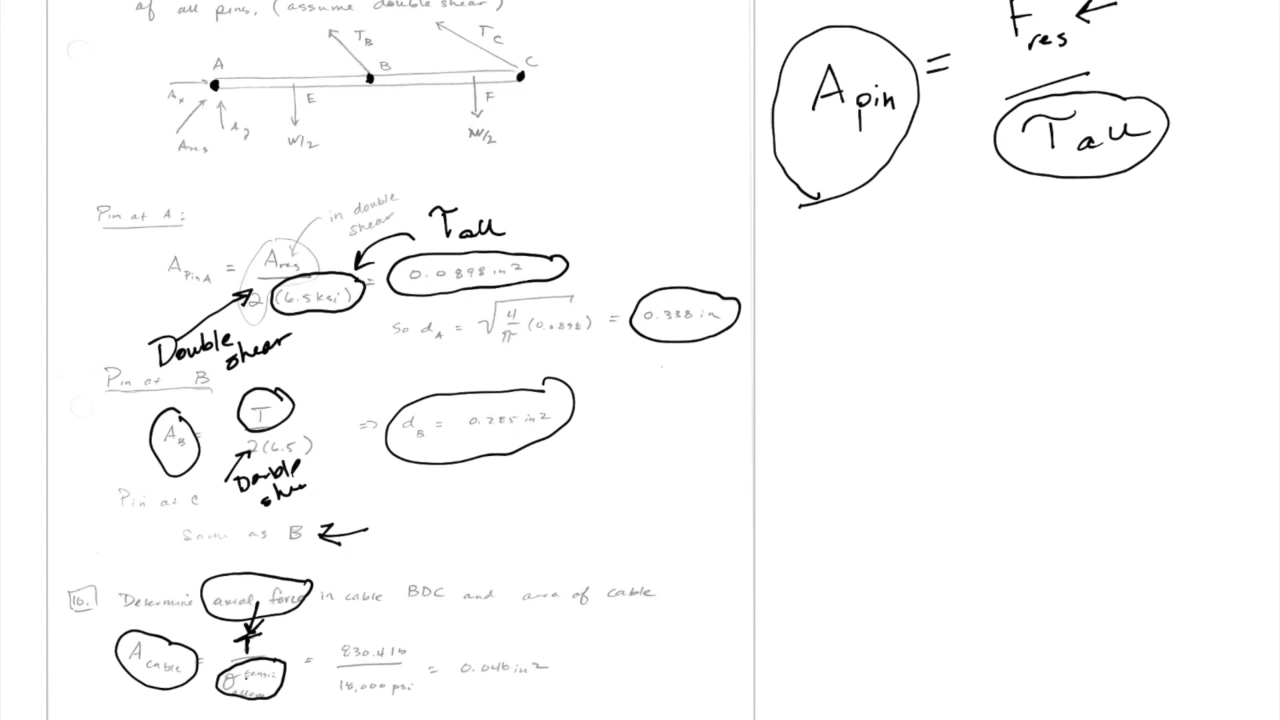 of all pins. (assume double shear)
T_B
T_C
A
B
C
A_x
E
F
A_y
A_res
W/2
W/2
Pin at A:
in double
shear
τ_all
A_Pin A = A_res / 2(6.5 ksi) = 0.0898 in²
Double
shear
so d_A = √(4/π (0.0898)) = 0.338 in
Pin at B
A_B = T / 2(6.5) => d_B = 0.285 in²
Double
Pin at C
Same as B
16. Determine axial force in cable BDC and area of cable
T
A_cable = σ = 830.4 lb / 18,000 psi = 0.046 in²
A_pin = F_res / τ_all